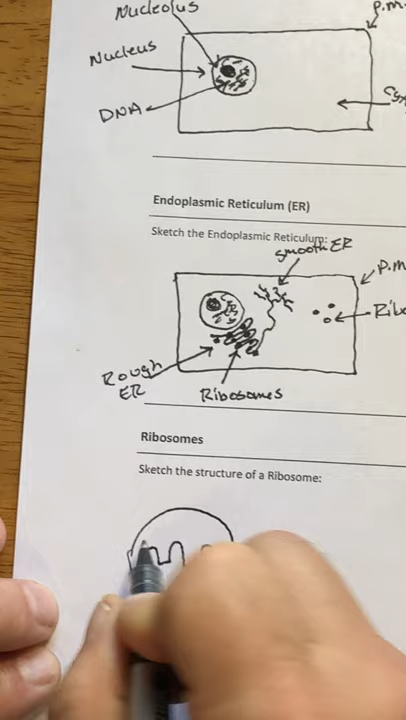 Nucleolus
P.M.
Nucleus
DNA
Endoplasmic Reticulum (ER)
Sketch the Endoplasmic Reticulum:
smooth ER
P.M
Rough
ER
Ribosomes
Ribosomes
Sketch the structure of a Ribosome: